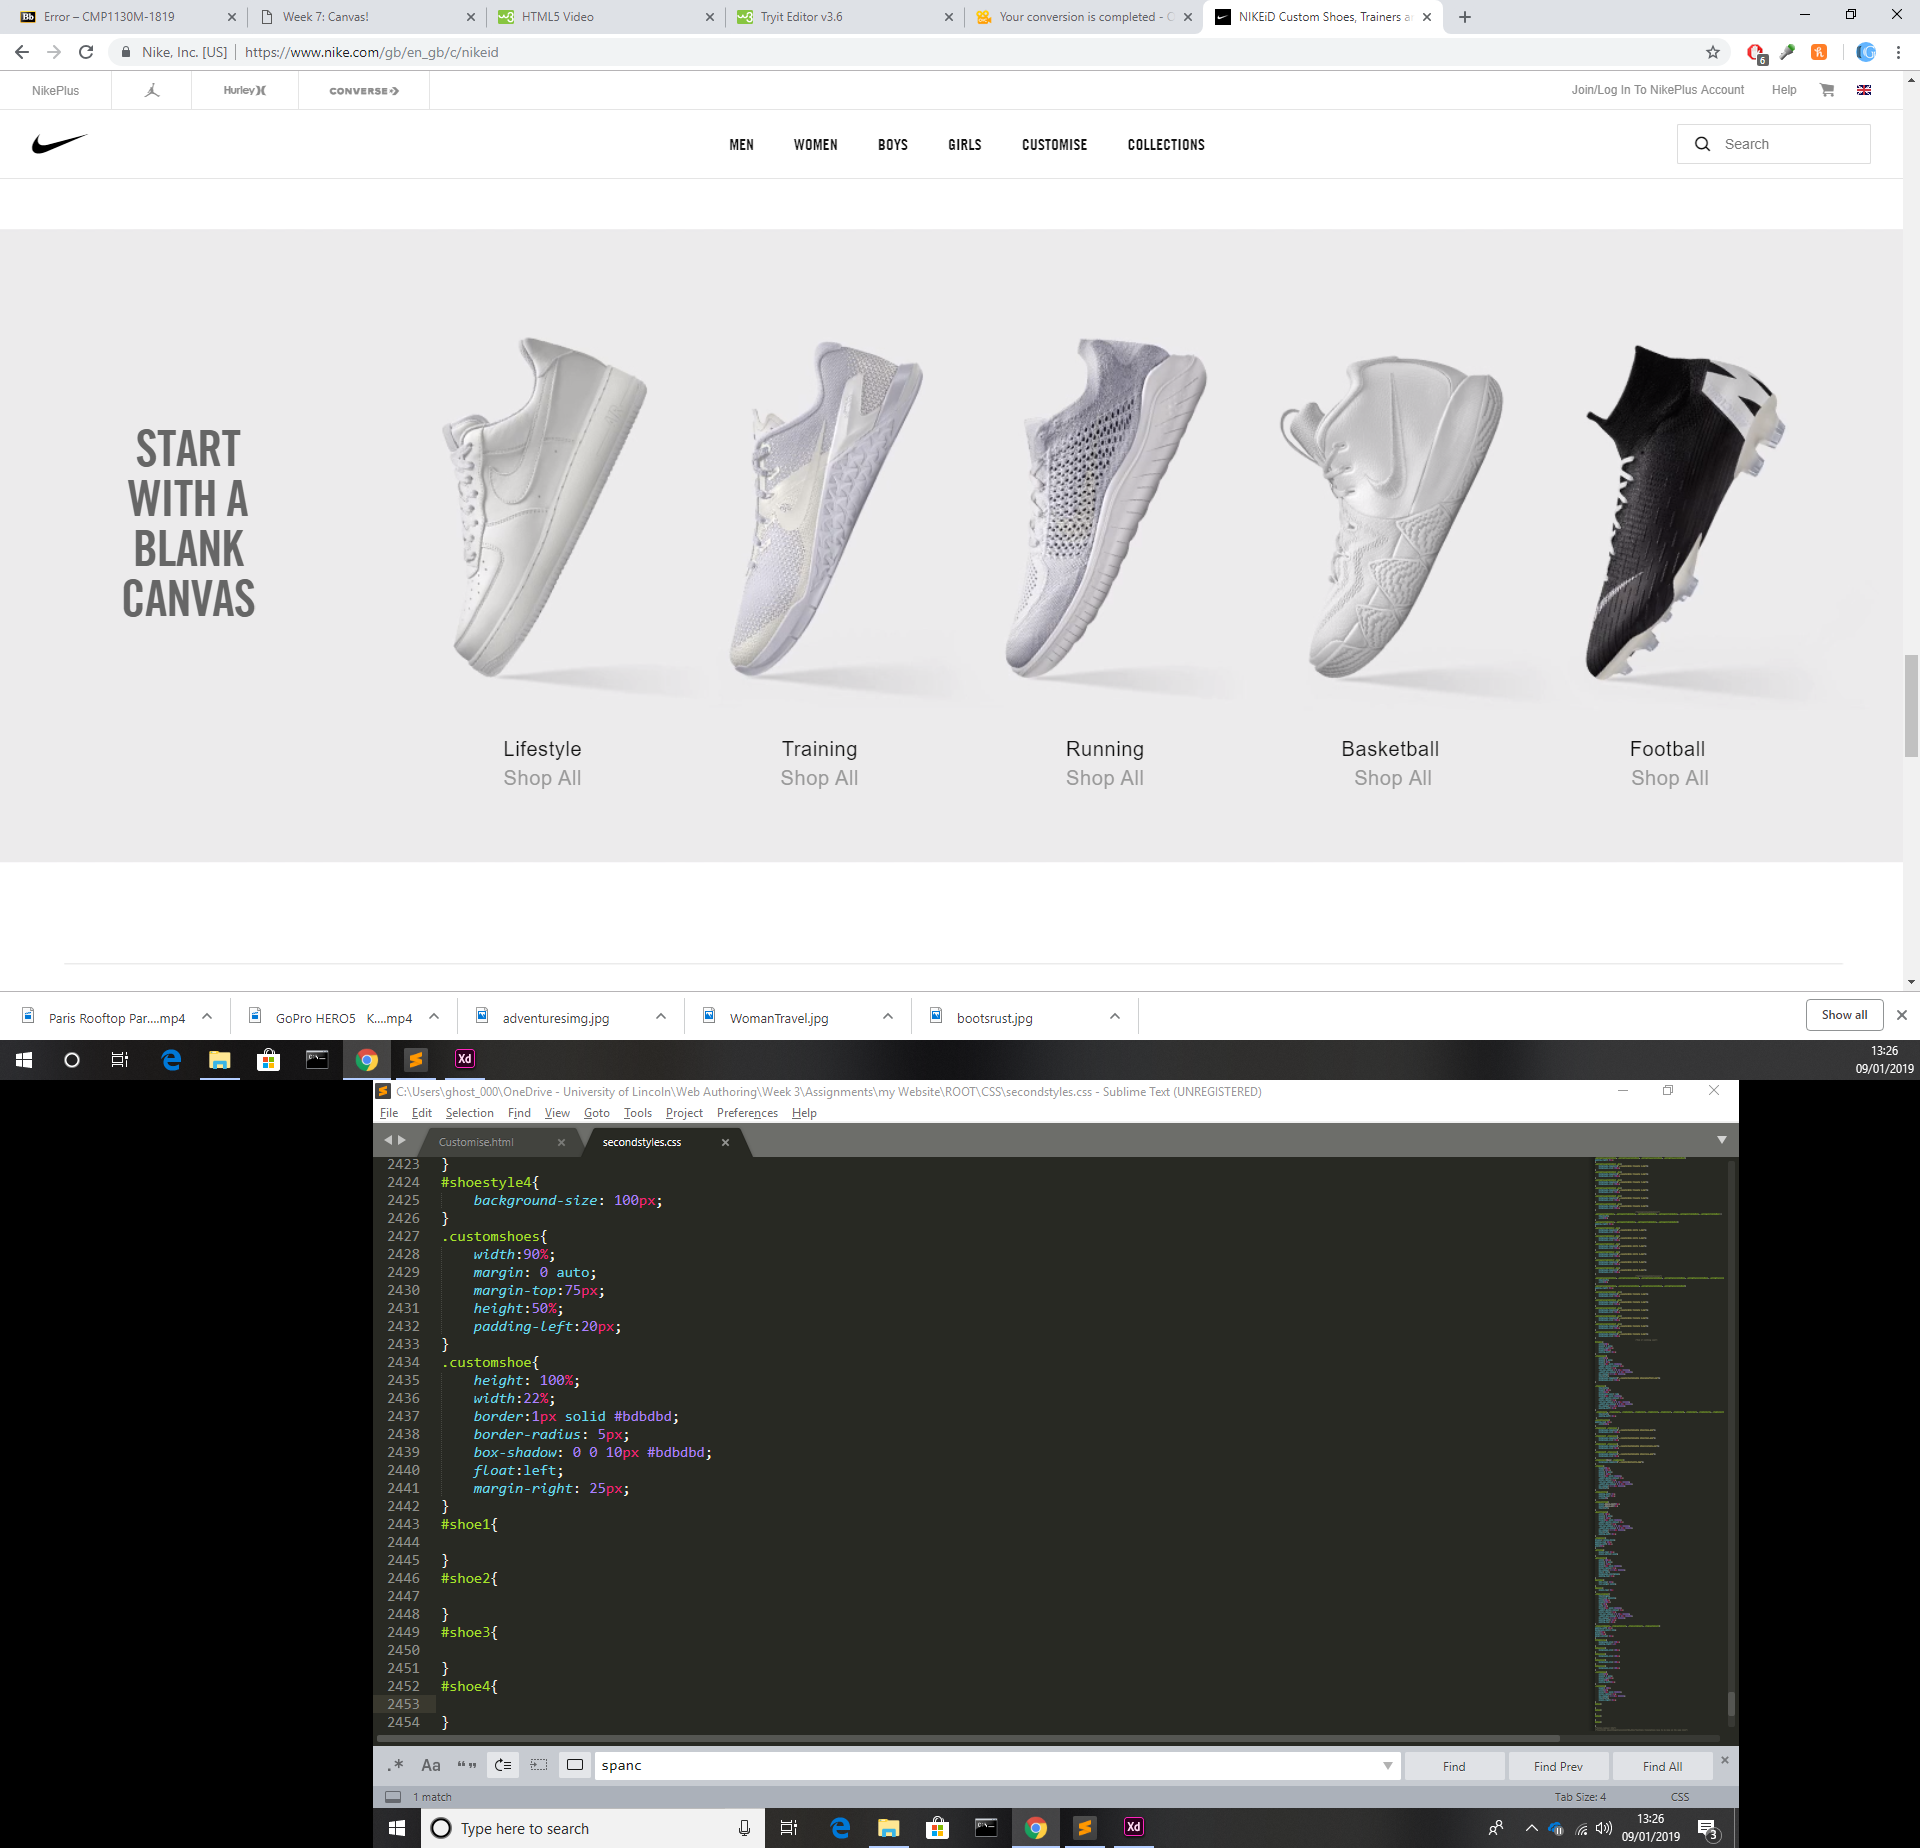 Error – CMP1130M-1819
Week 7: Canvas!
HTML5 Video
Tryit Editor v3.6
Your conversion is completed - C
NIKEiD Custom Shoes, Trainers a
Nike, Inc. [US] | https://www.nike.com/gb/en_gb/c/nikeid
6
NikePlus
Hurley
CONVERSE
Join/Log In To NikePlus Account
Help
MEN
WOMEN
BOYS
GIRLS
CUSTOMISE
COLLECTIONS
Search
START
WITH A
BLANK
CANVAS
Lifestyle
Shop All
Training
Shop All
Running
Shop All
Basketball
Shop All
Football
Shop All
Paris Rooftop Par....mp4
GoPro HERO5 K....mp4
adventuresimg.jpg
WomanTravel.jpg
bootsrust.jpg
Show all
Xd
13:26
09/01/2019
C:\Users\ghost_000\OneDrive - University of Lincoln\Web Authoring\Week 3\Assignments\my Website\ROOT\CSS\secondstyles.css - Sublime Text (UNREGISTERED)
File Edit Selection Find View Goto Tools Project Preferences Help
Customise.html
secondstyles.css
2423 }
2424 #shoestyle4{
2425 background-size: 100px;
2426 }
2427 .customshoes{
2428 width:90%;
2429 margin: 0 auto;
2430 margin-top:75px;
2431 height:50%;
2432 padding-left:20px;
2433 }
2434 .customshoe{
2435 height: 100%;
2436 width:22%;
2437 border:1px solid #bdbdbd;
2438 border-radius: 5px;
2439 box-shadow: 0 0 10px #bdbdbd;
2440 float:left;
2441 margin-right: 25px;
2442 }
2443 #shoe1{
2444
2445 }
2446 #shoe2{
2447
2448 }
2449 #shoe3{
2450
2451 }
2452 #shoe4{
2453
2454 }
.* Aa “” spanc
Find
Find Prev
Find All
1 match
Tab Size: 4
CSS
Type here to search
Xd
13:26
09/01/2019
3